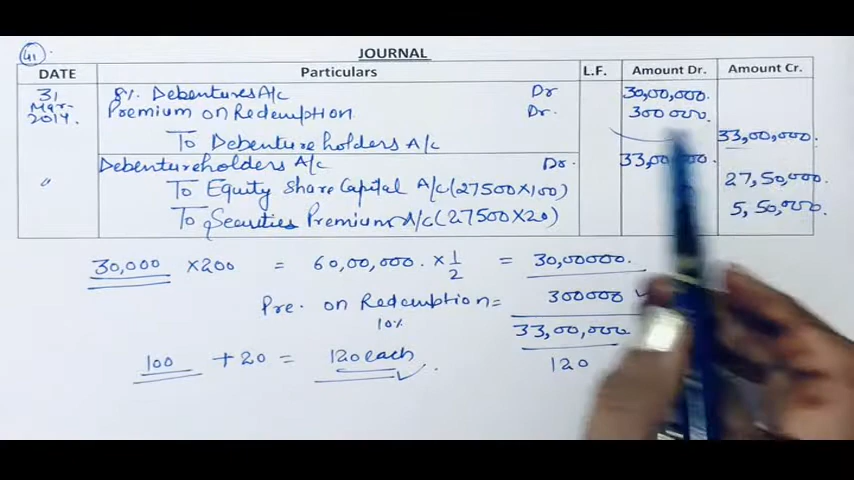 41
JOURNAL
DATE Particulars L.F. Amount Dr. Amount Cr.
31 8% Debentures A/c Dr 30,00,000.
Mar- Premium on Redemption Dr. 300000.
2014. To Debentureholders A/c 33,00,000.
Debentureholders A/c Dr.
" To Equity Share Capital A/c (27500×100) 27,50,000.
To Securities Premium A/c (27500×20) 5,50,000.
30,000 ×200 = 60,00,000. × 1/2 = 30,00000.
Pre. on Redemption = 300000
10%
33,00,000
100 + 20 = 120 each
120